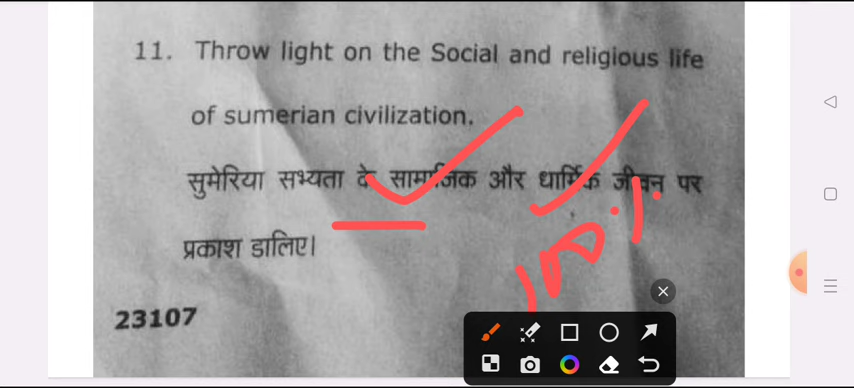 11. Throw light on the Social and religious life
of sumerian civilization.
सुमेरिया सभ्यता के सामाजिक और धार्मिक जीवन पर
प्रकाश डालिए।
100%
23107